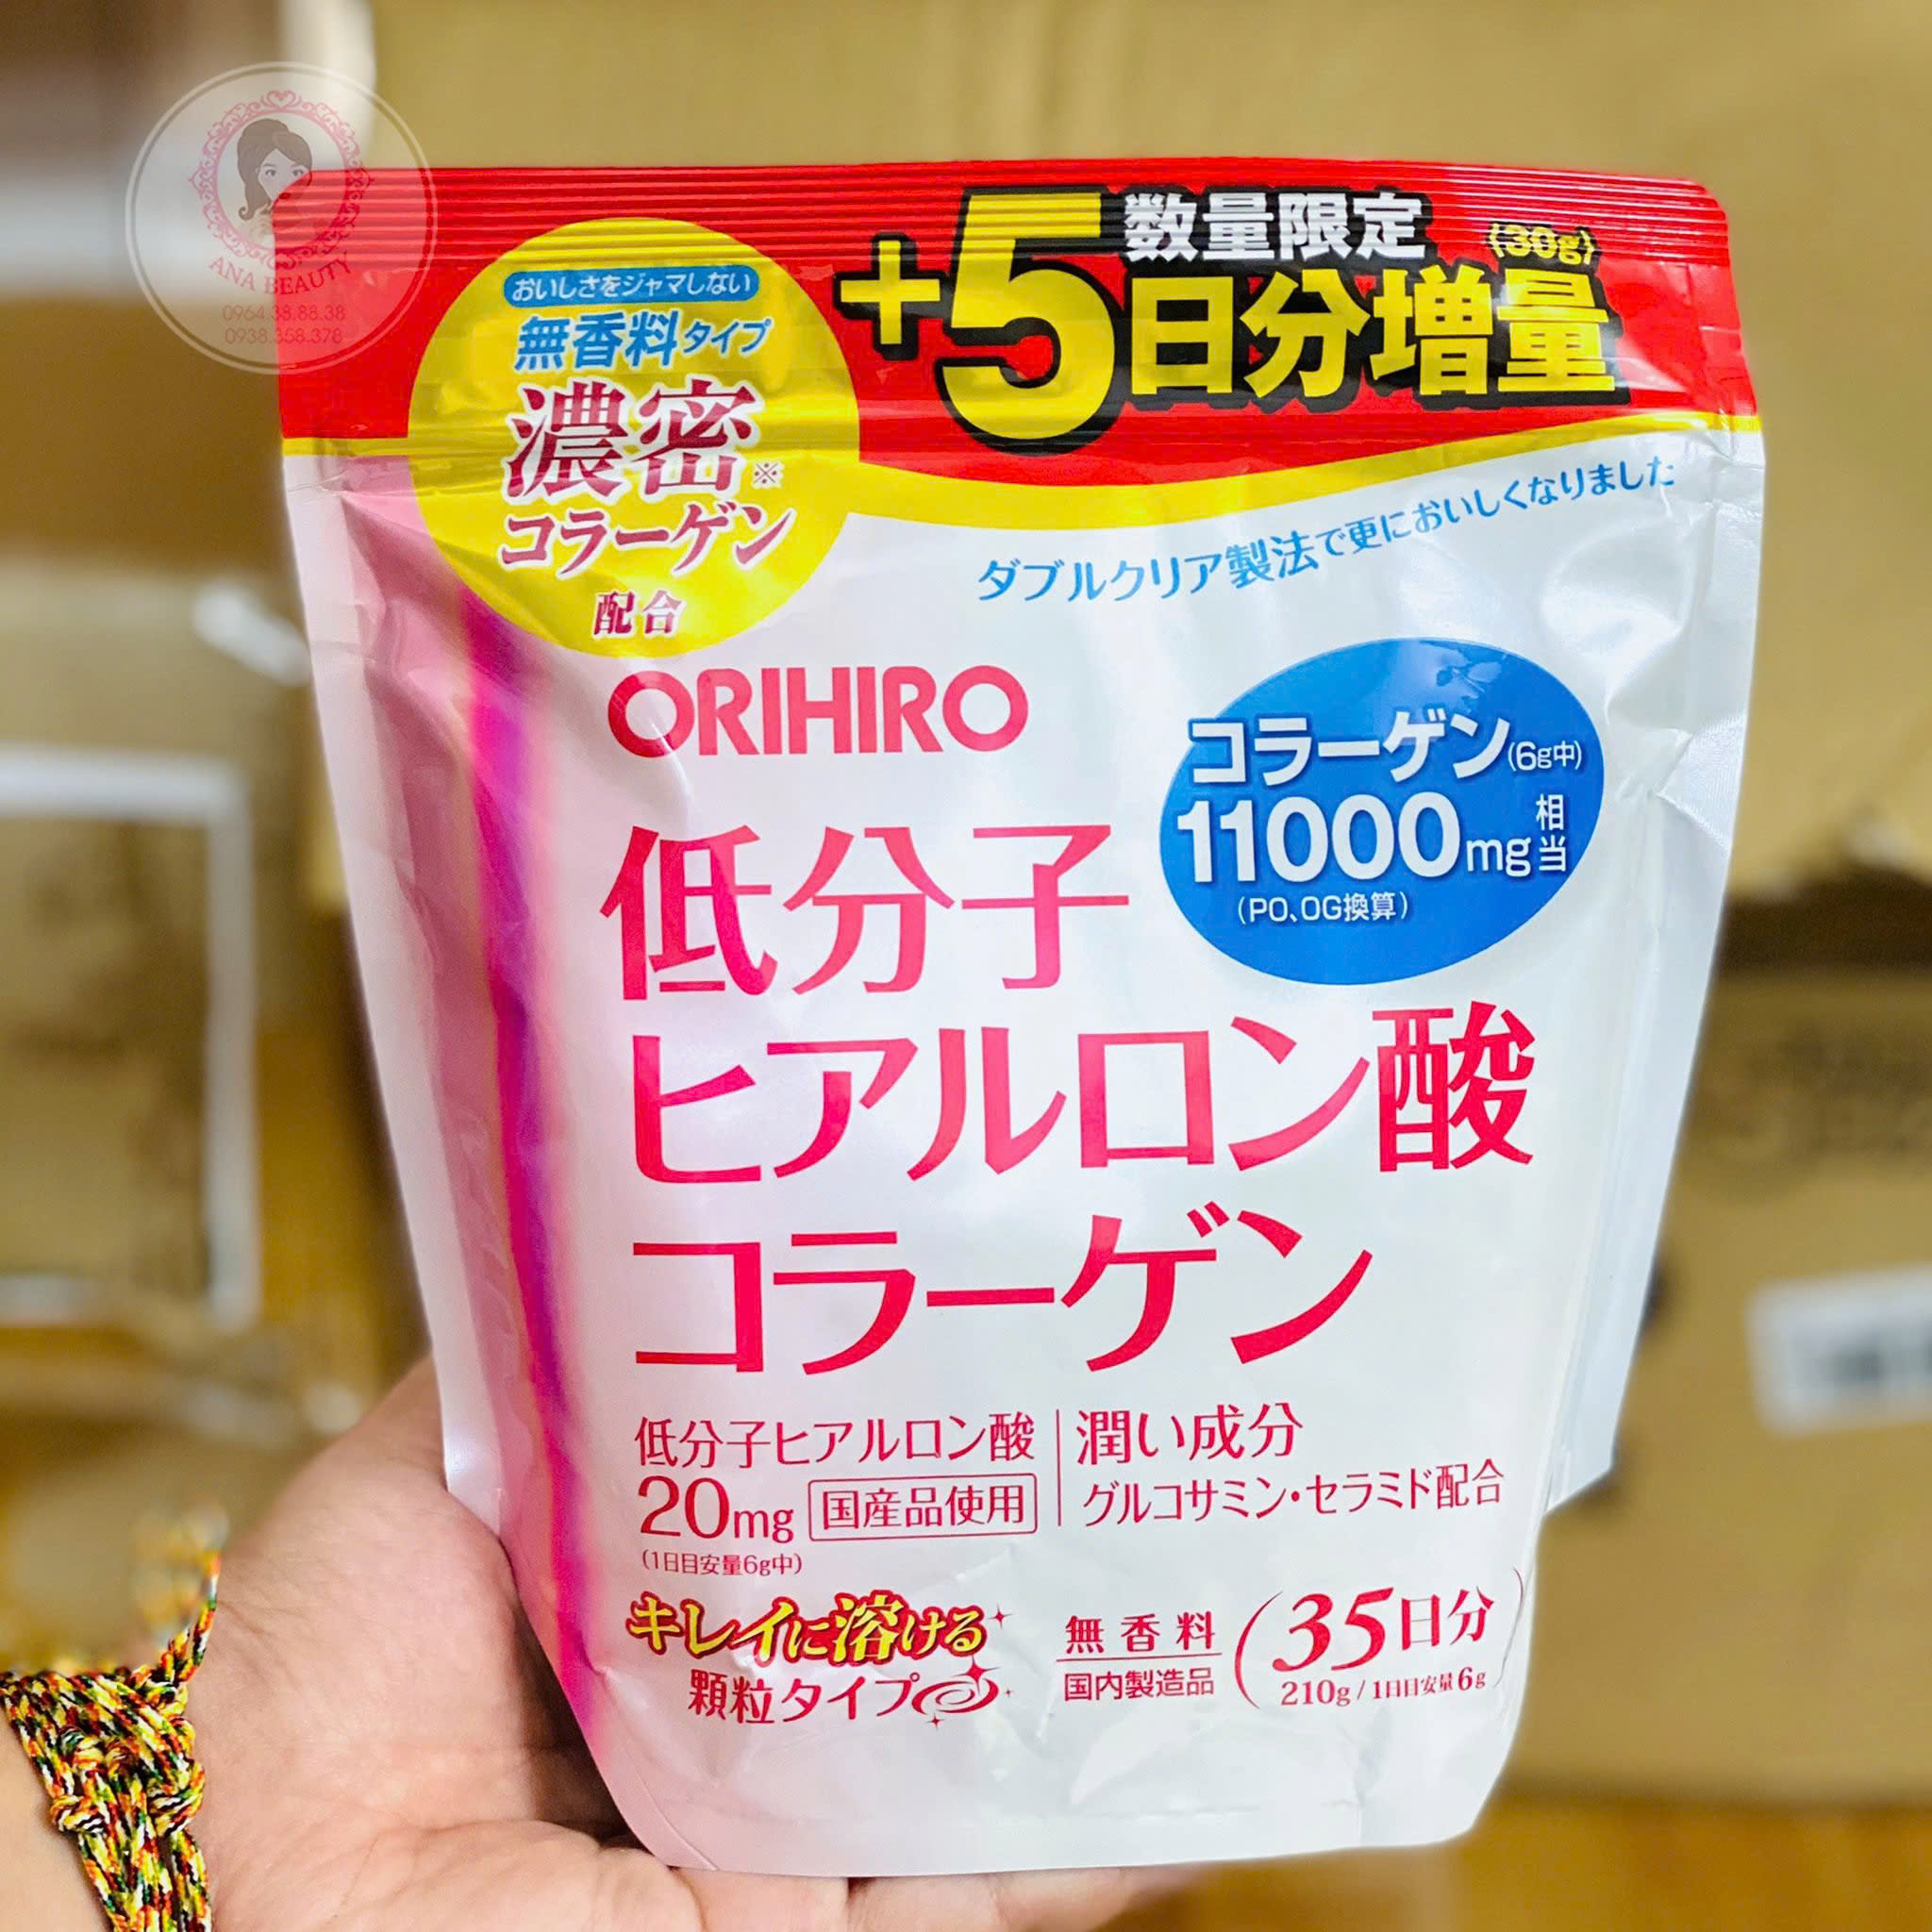 ANA BEAUTY
0964.38.88.38
0938.358.378
+5日分増量
数量限定
(30g)
おいしさをジャマしない
無香料タイプ
濃密※
コラーゲン
配合
ダブルクリア製法で更においしくなりました
ORIHIRO
コラーゲン(6g中)
11000mg相当
(PO、OG換算)
低分子
ヒアルロン酸
コラーゲン
低分子ヒアルロン酸
20mg 国産品使用
(1日目安量6g中)
潤い成分
グルコサミン・セラミド配合
キレイに溶ける
顆粒タイプ
無香料
国内製造品
(35日分
210g/1日目安量6g)